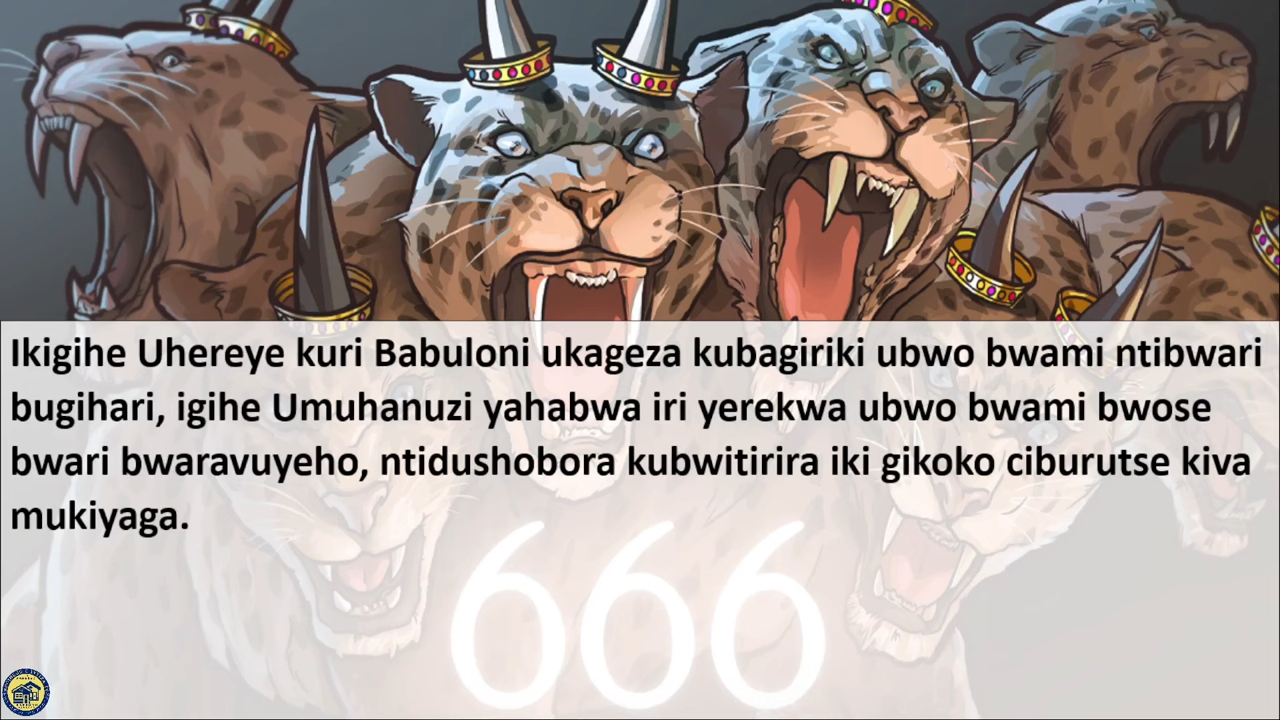 Ikigihe Uhereye kuri Babuloni ukageza kubagiriki ubwo bwami ntibwari
bugihari, igihe Umuhanuzi yahabwa iri yerekwa ubwo bwami bwose
bwari bwaravuyeho, ntidushobora kubwitirira iki gikoko ciburutse kiva
mukiyaga.
666